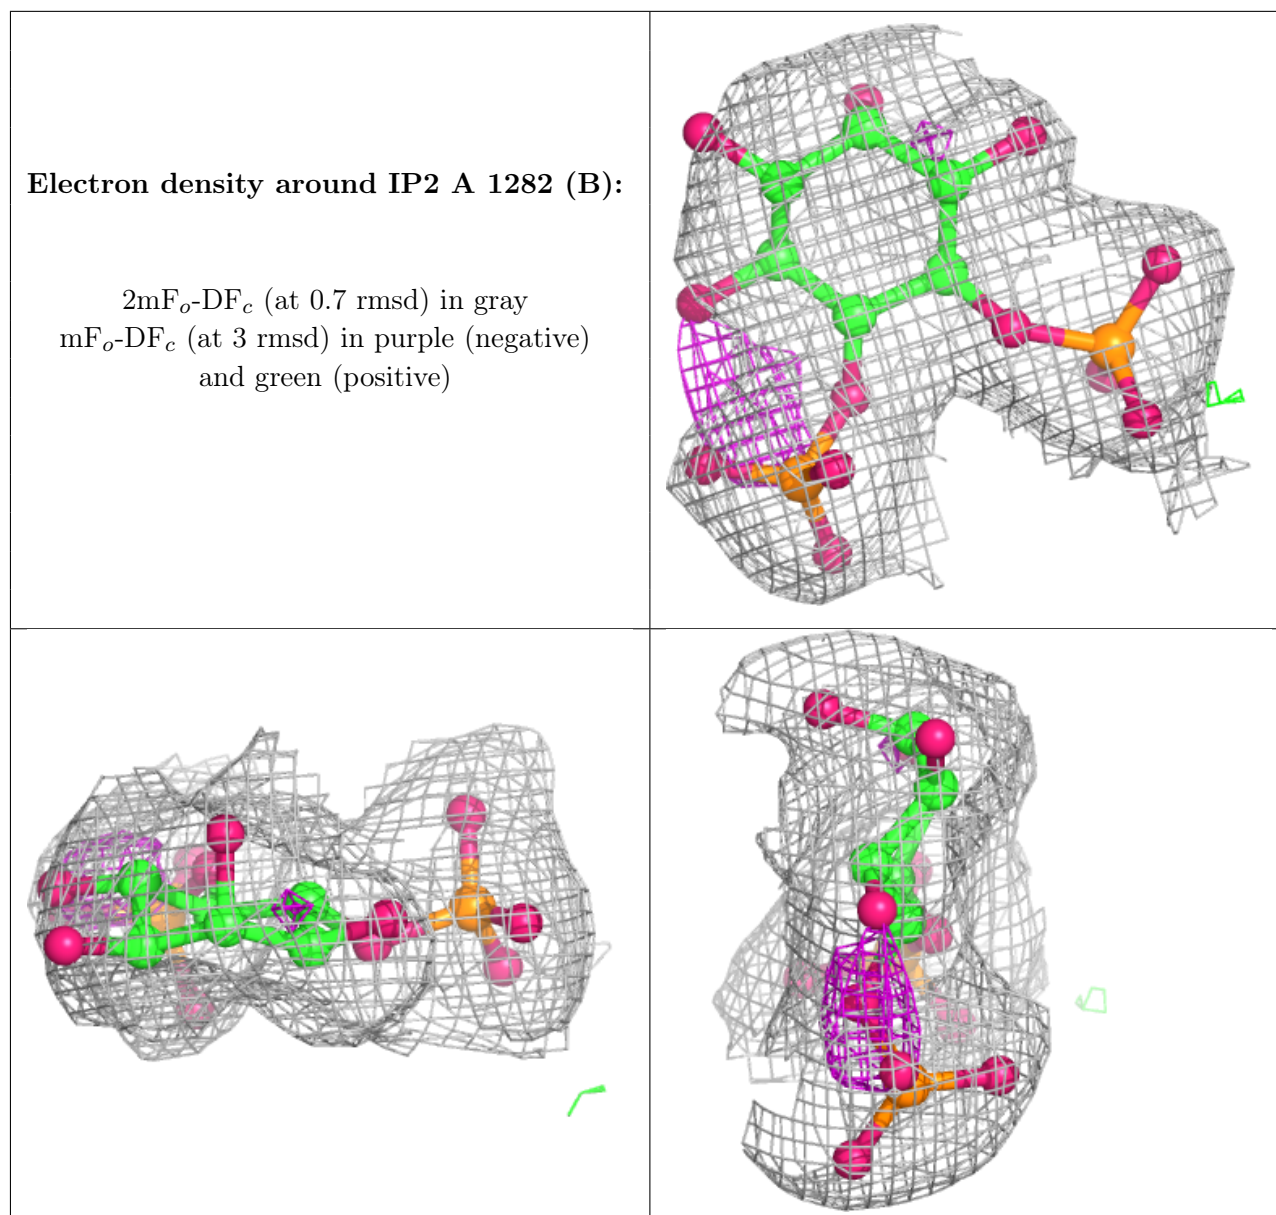 Electron density around IP2 A 1282 (B):
2mFo-DFc (at 0.7 rmsd) in gray
mFo-DFc (at 3 rmsd) in purple (negative)
and green (positive)